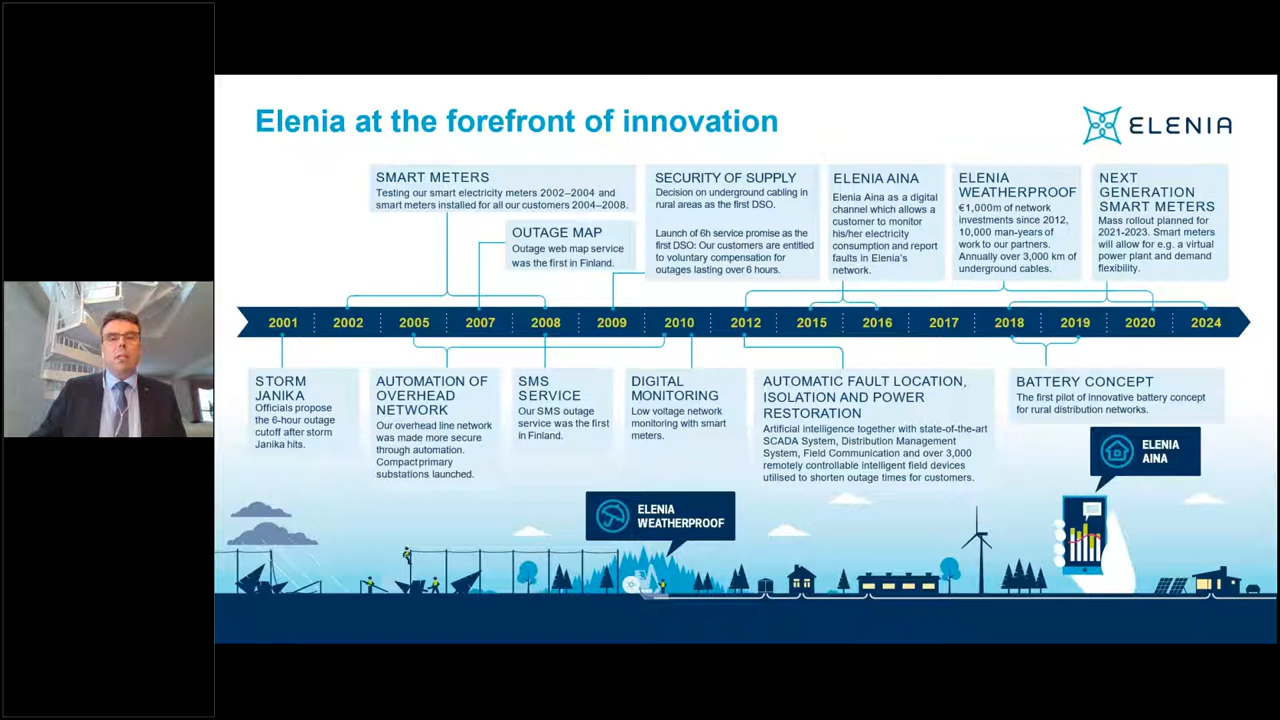 Elenia at the forefront of innovation
ELENIA
SMART METERS
Testing our smart electricity meters 2002–2004 and
smart meters installed for all our customers 2004–2008.
OUTAGE MAP
Outage web map service
was the first in Finland.
SECURITY OF SUPPLY
Decision on underground cabling in
rural areas as the first DSO.
Launch of 6h service promise as the
first DSO: Our customers are entitled
to voluntary compensation for
outages lasting over 6 hours.
ELENIA AINA
Elenia Aina as a digital
channel which allows a
customer to monitor
his/her electricity
consumption and report
faults in Elenia's
network.
ELENIA
WEATHERPROOF
€1,000m of network
investments since 2012,
10,000 man-years of
work to our partners.
Annually over 3,000 km of
underground cables.
NEXT
GENERATION
SMART METERS
Mass rollout planned for
2021-2023. Smart meters
will allow for e.g. a virtual
power plant and demand
flexibility.
2001 2002 2005 2007 2008 2009 2010 2012 2015 2016 2017 2018 2019 2020 2024
STORM
JANIKA
Officials propose
the 6-hour outage
cutoff after storm
Janika hits.
AUTOMATION OF
OVERHEAD
NETWORK
Our overhead line network
was made more secure
through automation.
Compact primary
substations launched.
SMS
SERVICE
Our SMS outage
service was the first
in Finland.
DIGITAL
MONITORING
Low voltage network
monitoring with smart
meters.
AUTOMATIC FAULT LOCATION,
ISOLATION AND POWER
RESTORATION
Artificial intelligence together with state-of-the-art
SCADA System, Distribution Management
System, Field Communication and over 3,000
remotely controllable intelligent field devices
utilised to shorten outage times for customers.
BATTERY CONCEPT
The first pilot of innovative battery concept
for rural distribution networks.
ELENIA
AINA
ELENIA
WEATHERPROOF